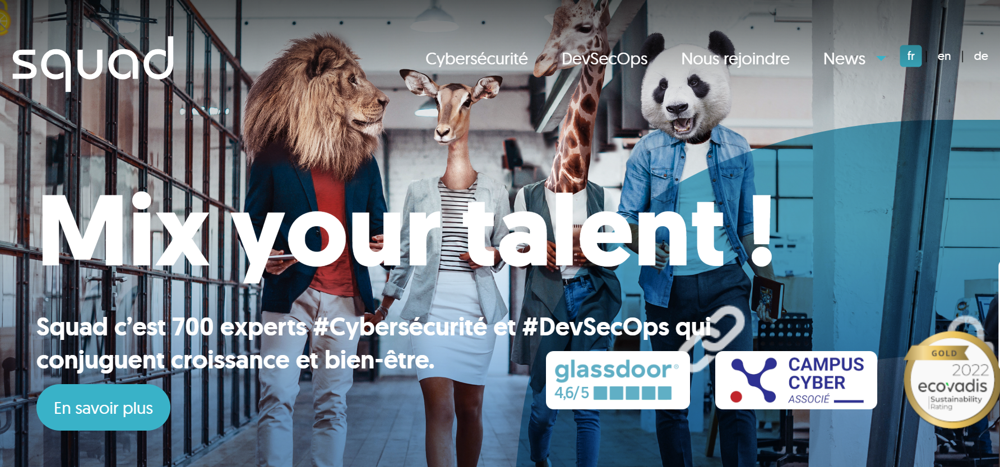 squad
Cybersécurité
DevSecOps
Nous rejoindre
News
fr | en | de
Mix your talent !
Squad c’est 700 experts #Cybersécurité et #DevSecOps qui
conjuguent croissance et bien-être.
En savoir plus
glassdoor®
4,6/5
CAMPUS
CYBER
ASSOCIÉ
GOLD
2022
ecovadis
Sustainability
Rating